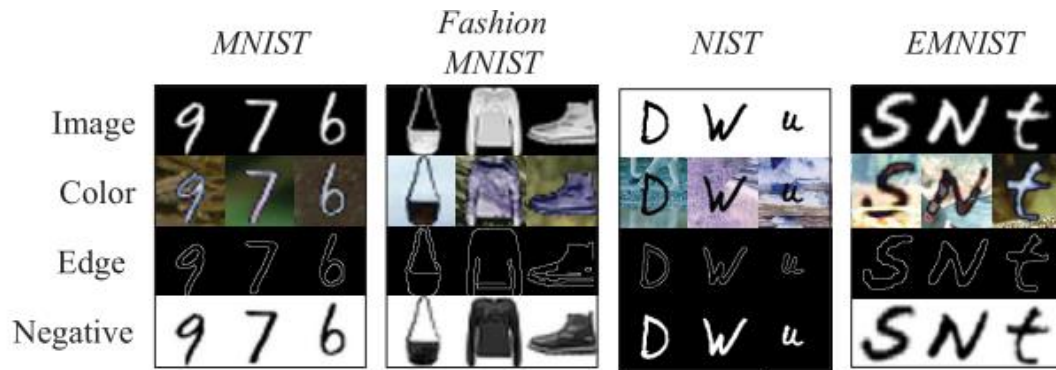 MNIST Fashion MNIST NIST EMNIST
Image 9 7 6 D W u S N t
Color 9 7 6 D W u S N t
Edge 9 7 6 D W u S N t
Negative 9 7 6 D W u S N t